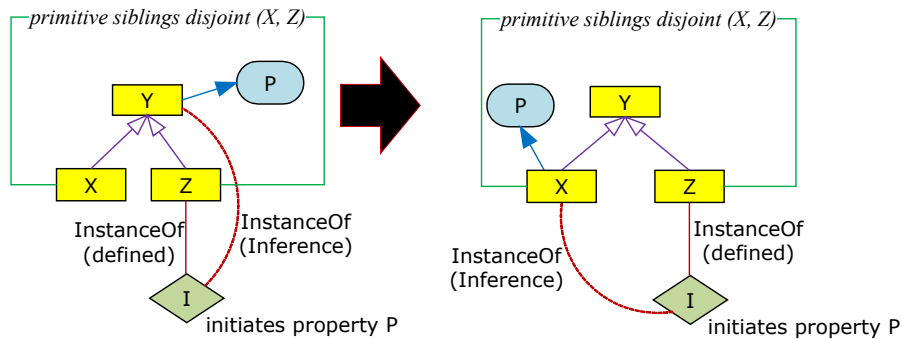 primitive siblings disjoint (X, Z)
P
Y
X
Z
InstanceOf
(defined)
InstanceOf
(Inference)
I
initiates property P
primitive siblings disjoint (X, Z)
P
Y
X
Z
InstanceOf
(Inference)
InstanceOf
(defined)
I
initiates property P